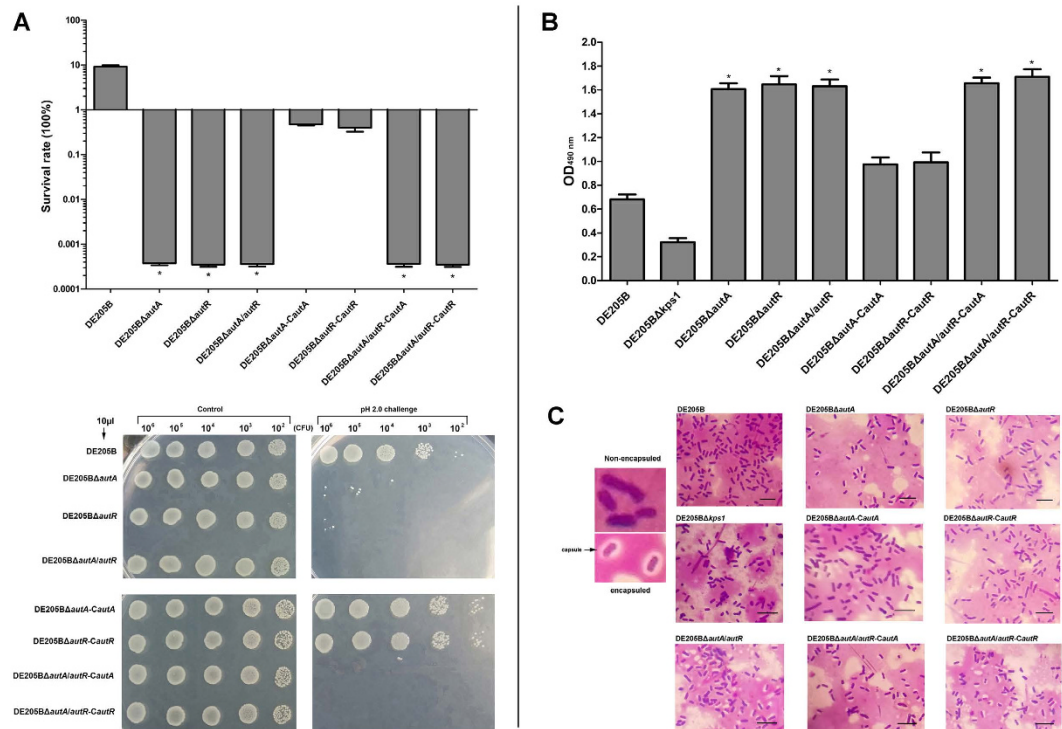 A
Survival rate (100%)
100
10
1
0.1
0.01
0.001
0.0001
*
*
*
*
*
DE205B
DE205BΔautA
DE205BΔautR
DE205BΔautA/autR
DE205BΔautA-CautA
DE205BΔautR-CautR
DE205BΔautA/autR-CautA
DE205BΔautA/autR-CautR
10µl
Control
pH 2.0 challenge
10⁶ 10⁵ 10⁴ 10³ 10² (CFU) 10⁶ 10⁵ 10⁴ 10³ 10²
DE205B
DE205BΔautA
DE205BΔautR
DE205BΔautA/autR
DE205BΔautA-CautA
DE205BΔautR-CautR
DE205BΔautA/autR-CautA
DE205BΔautA/autR-CautR
B
OD490 nm
2.0
1.8
1.6
1.4
1.2
1.0
0.8
0.6
0.4
0.2
0.0
*
*
*
*
*
DE205B
DE205BΔkps1
DE205BΔautA
DE205BΔautR
DE205BΔautA/autR
DE205BΔautA-CautA
DE205BΔautR-CautR
DE205BΔautA/autR-CautA
DE205BΔautA/autR-CautR
C
Non-encapsuled
capsule
encapsuled
DE205B
DE205BΔautA
DE205BΔautR
DE205BΔkps1
DE205BΔautA-CautA
DE205BΔautR-CautR
DE205BΔautA/autR
DE205BΔautA/autR-CautA
DE205BΔautA/autR-CautR